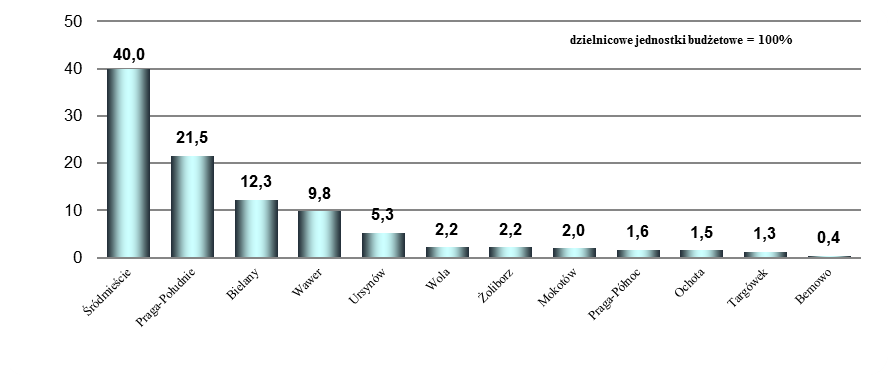 50
dzielnicowe jednostki budżetowe = 100%
40,0
40
30
21,5
20
12,3
9,8
10
5,3
2,2
2,2
2,0
1,6
1,5
1,3
0,4
0
Śródmieście
Praga-Południe
Bielany
Wawer
Ursynów
Wola
Żoliborz
Mokotów
Praga-Północ
Ochota
Targówek
Bemowo